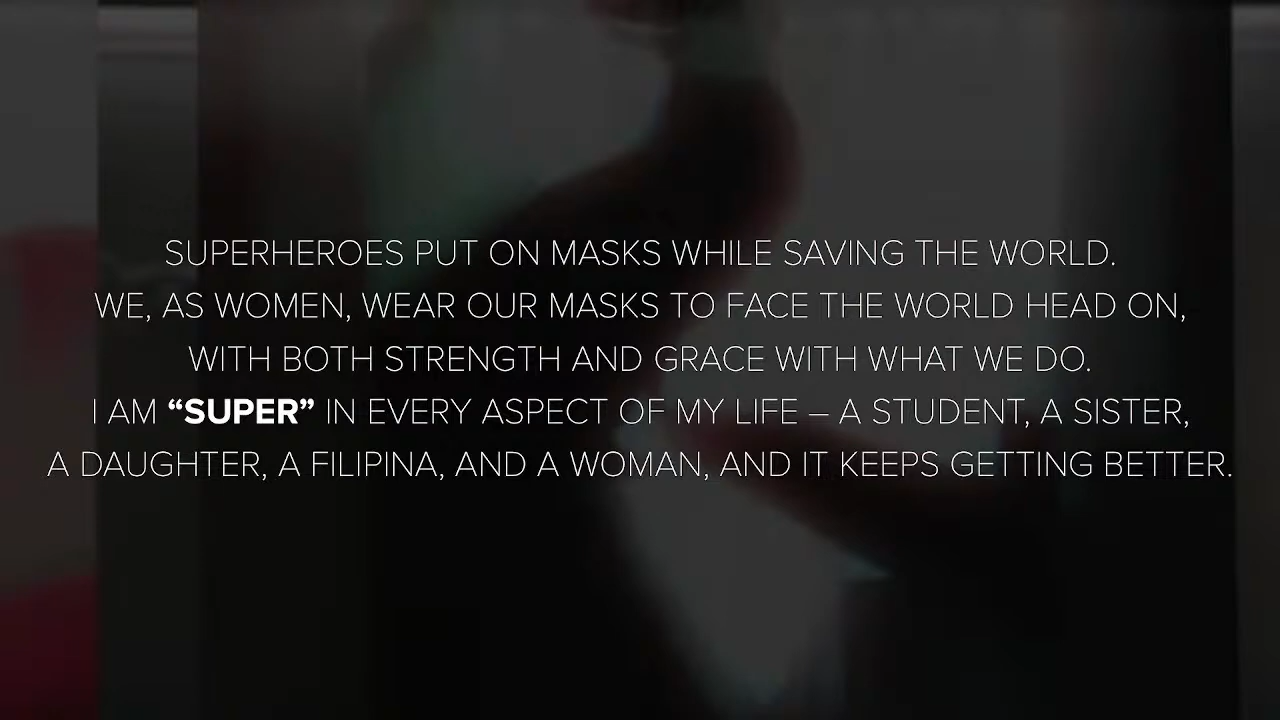 SUPERHEROES PUT ON MASKS WHILE SAVING THE WORLD.
WE, AS WOMEN, WEAR OUR MASKS TO FACE THE WORLD HEAD ON,
WITH BOTH STRENGTH AND GRACE WITH WHAT WE DO.
I AM “SUPER” IN EVERY ASPECT OF MY LIFE – A STUDENT, A SISTER,
A DAUGHTER, A FILIPINA, AND A WOMAN, AND IT KEEPS GETTING BETTER.